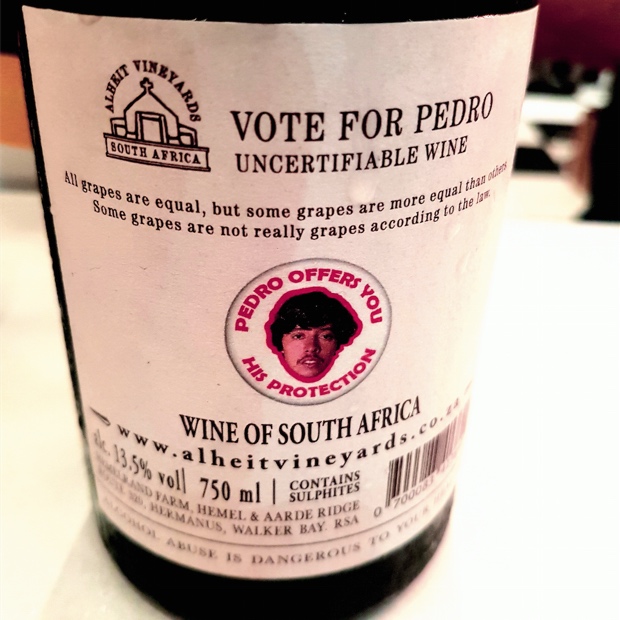 ALHEIT VINEYARDS
SOUTH AFRICA
VOTE FOR PEDRO
UNCERTIFIABLE WINE
All grapes are equal, but some grapes are more equal than others.
Some grapes are not really grapes according to the law.
PEDRO OFFERS YOU
HIS PROTECTION
WINE OF SOUTH AFRICA
www.alheitvineyards.co.za
alc. 13.5% vol | 750 ml | CONTAINS
SULPHITES
FARM, HEMEL & AARDE RIDGE
320, HERMANUS, WALKER BAY. RSA
ALCOHOL ABUSE IS DANGEROUS TO YOUR